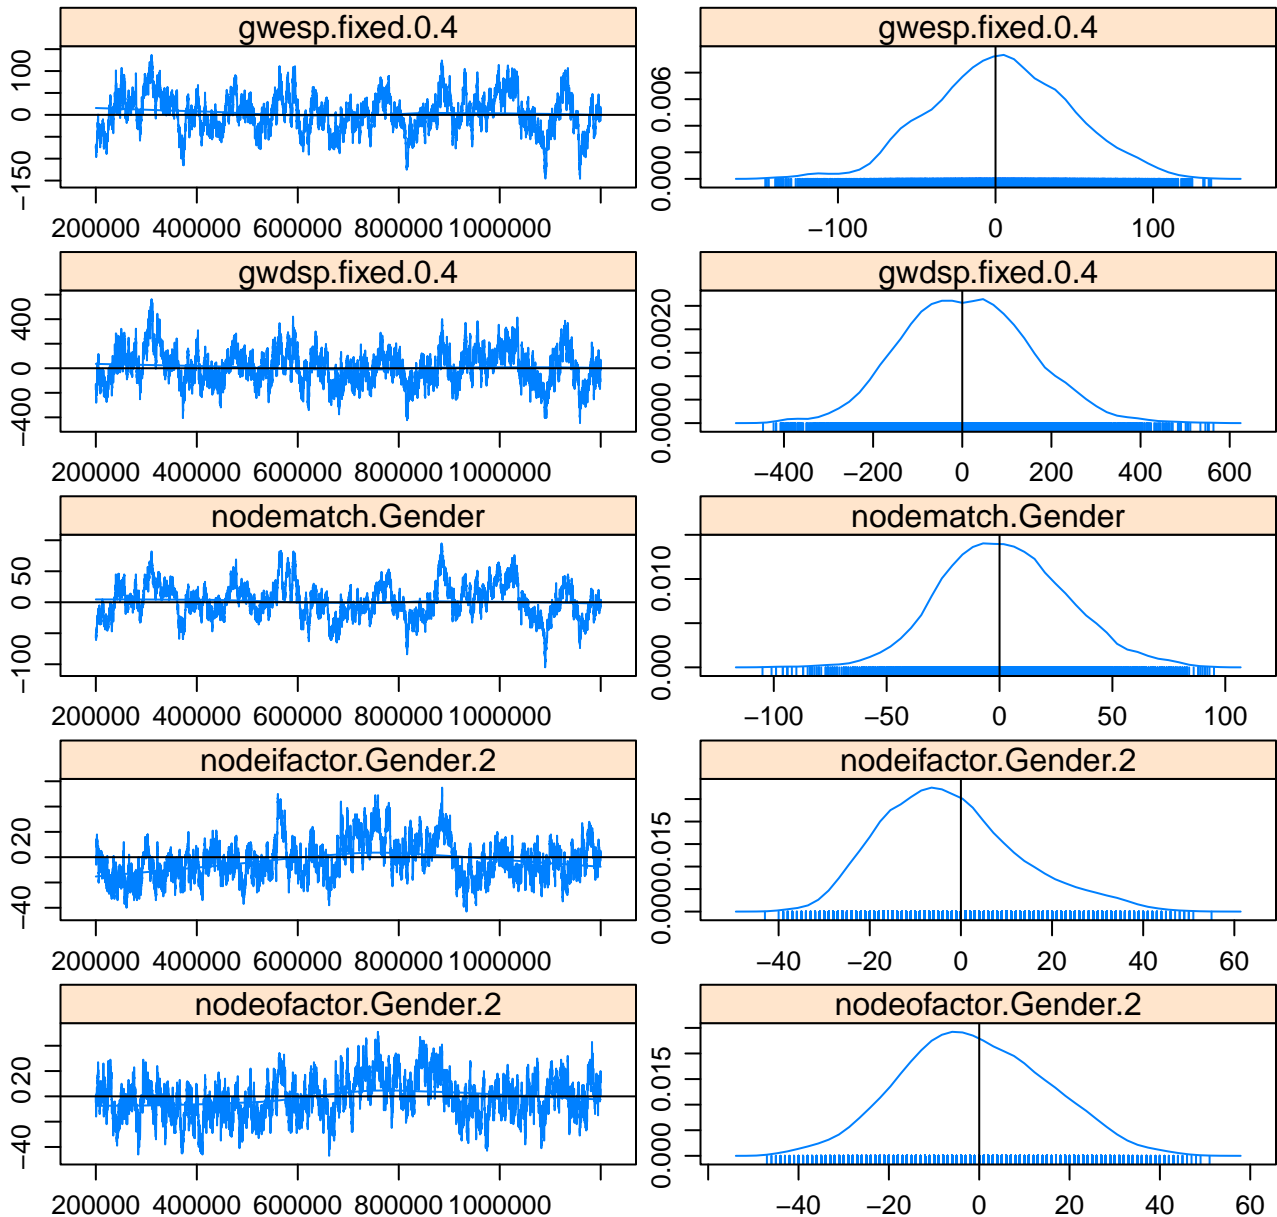 gwesp.fixed.0.4
−150 0 100
200000 400000 600000 800000 1000000
gwesp.fixed.0.4
0.000 0.006
−100 0 100
gwdsp.fixed.0.4
−400 0 400
200000 400000 600000 800000 1000000
gwdsp.fixed.0.4
0.0000 0.0020
−400 −200 0 200 400 600
nodematch.Gender
−100 0 50
200000 400000 600000 800000 1000000
nodematch.Gender
0.000 0.010
−100 −50 0 50 100
nodeifactor.Gender.2
−40 0 20
200000 400000 600000 800000 1000000
nodeifactor.Gender.2
0.000 0.015
−40 −20 0 20 40 60
nodeofactor.Gender.2
−40 0 20
200000 400000 600000 800000 1000000
nodeofactor.Gender.2
0.000 0.015
−40 −20 0 20 40 60